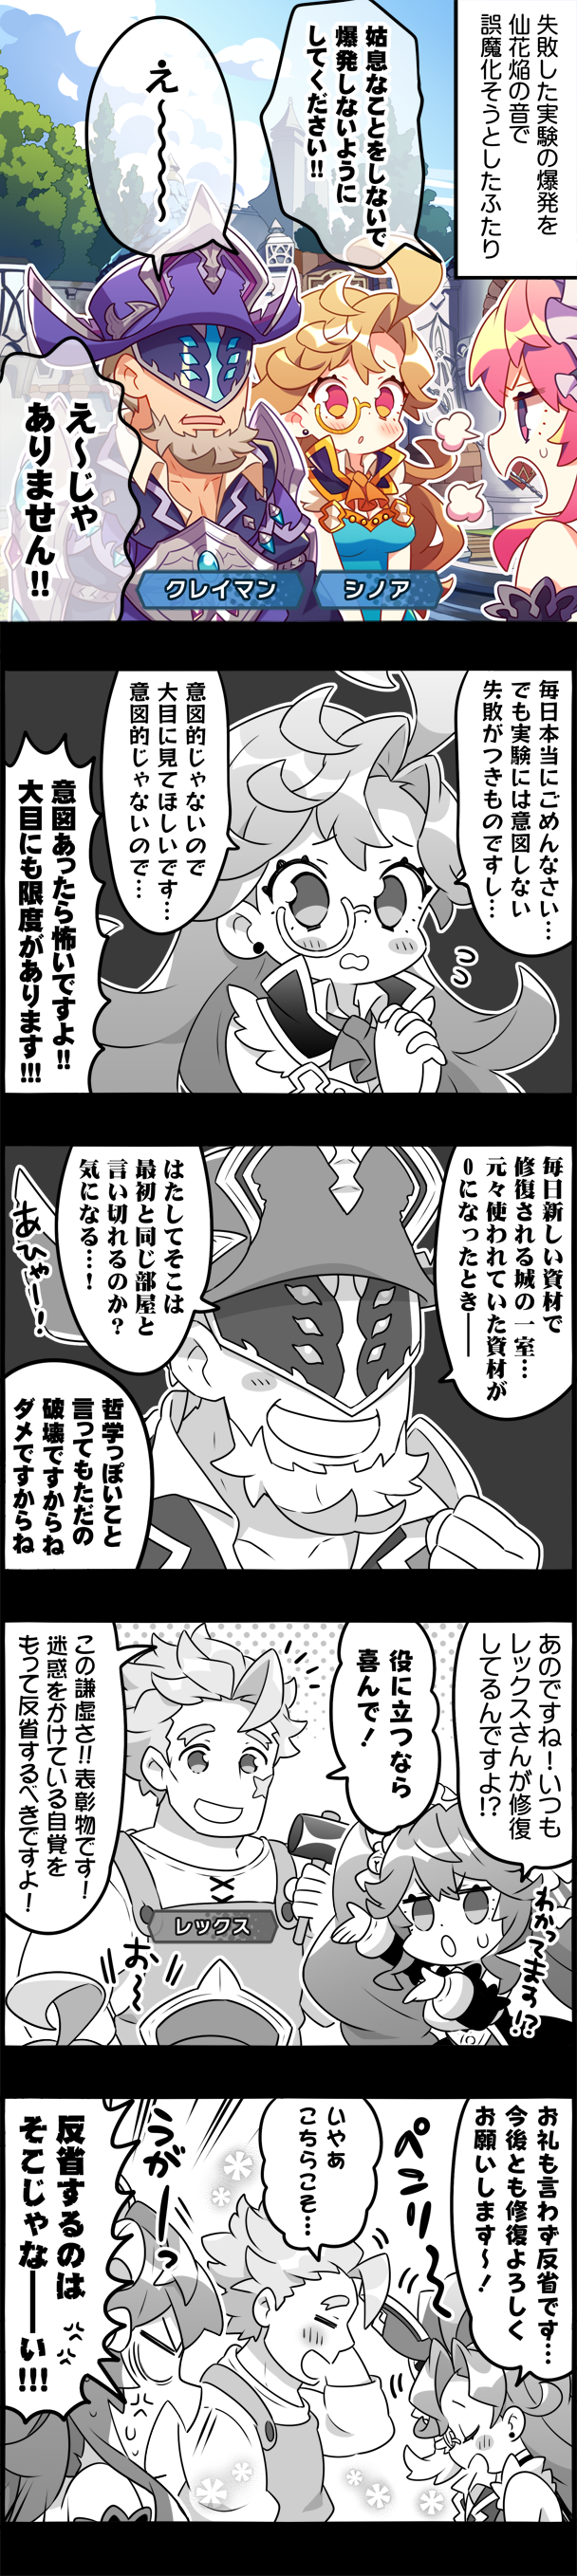 失敗した実験の爆発を
仙花焔の音で
誤魔化そうとしたふたり
姑息なことをしないで
爆発しないように
してください!!
え〜〜〜〜
え〜じゃ
ありません!!
クレイマン
シノア
毎日本当にごめんなさい…
でも実験には意図しない
失敗がつきものですし…
意図的じゃないので
大目に見てほしいです…
意図的じゃないので…
意図あったら怖いですよ!!
大目にも限度があります!!!
毎日新しい資材で
修復される城の一室…
元々使われていた資材が
0になったとき――
はたしてそこは
最初と同じ部屋と
言い切れるのか?
気になる…!
あひゃー!
哲学っぽいこと
言ってもただの
破壊ですからね
ダメですからね
あのですね!いつも
レックスさんが修復
してるんですよ!?
役に立つなら
喜んで!
わかってまろ!?
この謙虚さ!!表彰物です!
迷惑をかけている自覚を
もって反省するべきですよ!
レックス
お〜
お礼も言わず反省です…
今後とも修復よろしく
お願いします〜!
ペコリ〜
いやあ
こちらこそ…
うがーっ
反省するのは
そこじゃな――い!!!